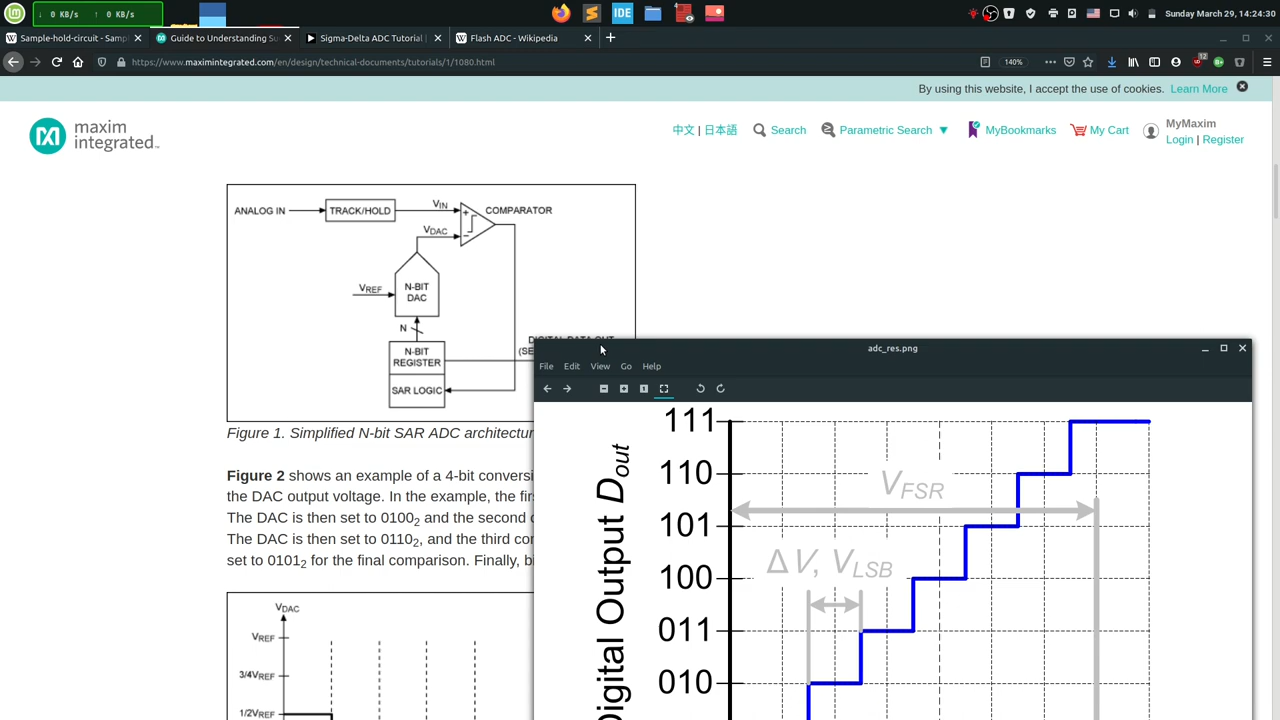 0 KB/s 0 KB/s
IDE
Sunday March 29, 14:24:30
Sample-hold-circuit - Sampl
Guide to Understanding Su
Sigma-Delta ADC Tutorial |
Flash ADC - Wikipedia
https://www.maximintegrated.com/en/design/technical-documents/tutorials/1/1080.html
140%
By using this website, I accept the use of cookies. Learn More
maxim
integrated™
中文 | 日本語
Search
Parametric Search
MyBookmarks
My Cart
MyMaxim
Login | Register
ANALOG IN
TRACK/HOLD
VIN
COMPARATOR
VDAC
VREF
N-BIT
DAC
N
N-BIT
REGISTER
SAR LOGIC
DIGITAL DATA OUT
(SE
Figure 1. Simplified N-bit SAR ADC architectur
Figure 2 shows an example of a 4-bit conversi
the DAC output voltage. In the example, the firs
The DAC is then set to 0100₂ and the second c
The DAC is then set to 0110₂, and the third con
set to 0101₂ for the final comparison. Finally, bi
VDAC
VREF
3/4VREF
1/2VREF
adc_res.png
File Edit View Go Help
Digital Output Dout
111
110
101
100
011
010
VFSR
ΔV, VLSB